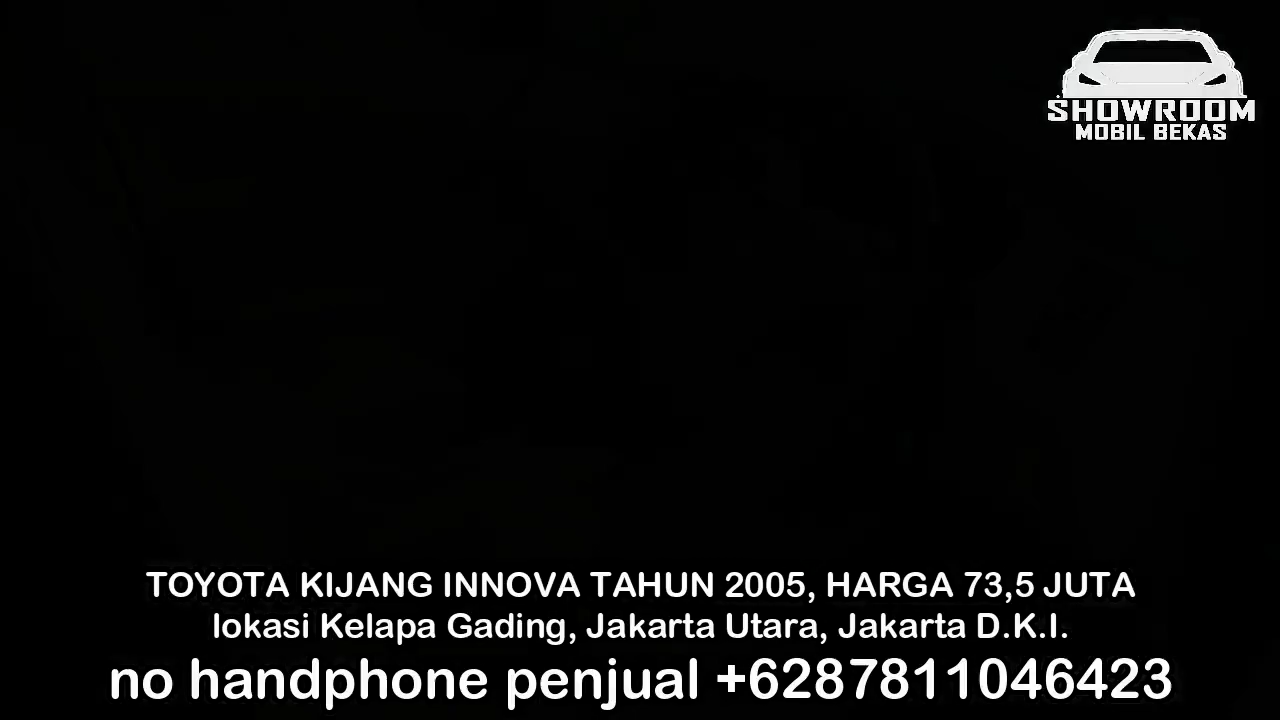 SHOWROOM
MOBIL BEKAS
TOYOTA KIJANG INNOVA TAHUN 2005, HARGA 73,5 JUTA
lokasi Kelapa Gading, Jakarta Utara, Jakarta D.K.I.
no handphone penjual +6287811046423